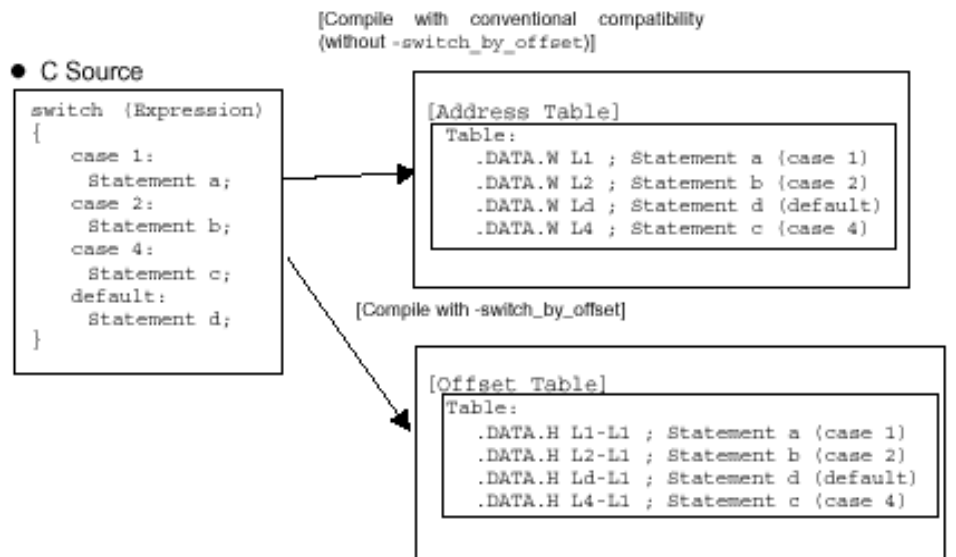 [Compile with conventional compatibility
(without -switch_by_offset)]
● C Source
switch (Expression)
{
case 1:
Statement a;
case 2:
Statement b;
case 4:
Statement c;
default:
Statement d;
}
[Address Table]
Table:
.DATA.W L1 ; Statement a (case 1)
.DATA.W L2 ; Statement b (case 2)
.DATA.W Ld ; Statement d (default)
.DATA.W L4 ; Statement c (case 4)
[Compile with -switch_by_offset]
[Offset Table]
Table:
.DATA.H L1-L1 ; Statement a (case 1)
.DATA.H L2-L1 ; Statement b (case 2)
.DATA.H Ld-L1 ; Statement d (default)
.DATA.H L4-L1 ; Statement c (case 4)